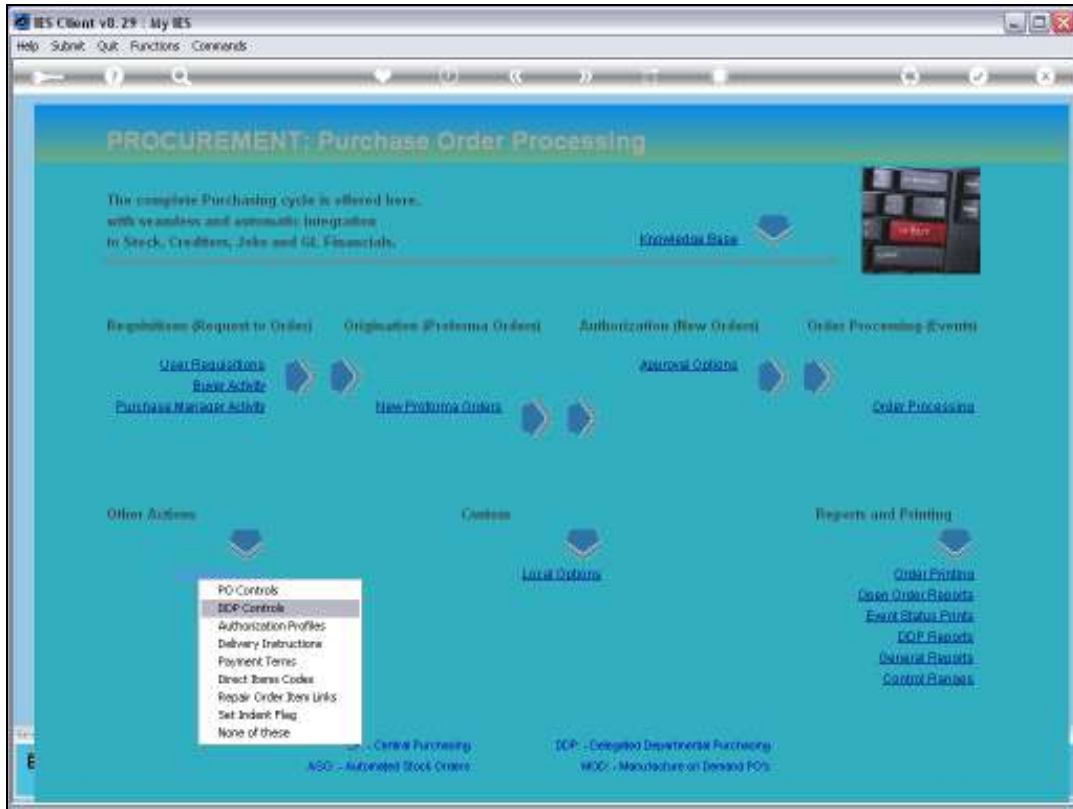 IES Client v8.29 : My IES
Help Submit Quit Functions Commands
PROCUREMENT: Purchase Order Processing
The complete Purchasing cycle is offered here,
with seamless and automatic Integration
to Stock, Creditors, Jobs and GL Financials.
Knowledge Base
Requisitions (Request to Order) Origination (Proforma Orders) Authorization (New Orders) Order Processing (Events)
User Requisitions
Buyer Activity
Purchase Manager Activity
New Proforma Orders
Approval Options
Order Processing
Other Actions Custom Reports and Printing
Local Options
Order Printing
Open Order Reports
Event Status Prints
DDP Reports
General Reports
Control Ranges
PO Controls
DDP Controls
Authorization Profiles
Delivery Instructions
Payment Terms
Direct Items Codes
Repair Order Item Links
Set Indent Flag
None of these
- Central Purchasing DDP: - Delegated Departmental Purchasing
ASO: - Automated Stock Orders MOD: - Manufacture on Demand PO's